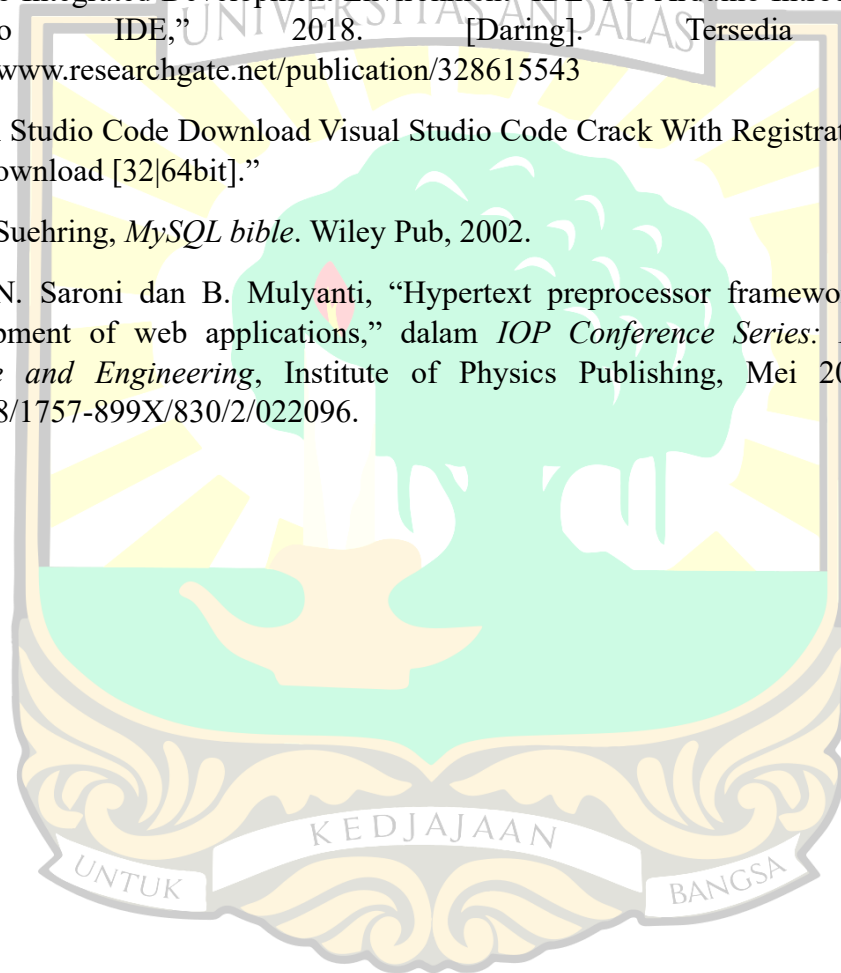 UNIVERSITAS ANDALAS
o IDE,” 2018. [Daring]. Tersedia
www.researchgate.net/publication/328615543
Studio Code Download Visual Studio Code Crack With Registrat
ownload [32|64bit].”
Suehring, MySQL bible. Wiley Pub, 2002.
N. Saroni dan B. Mulyanti, “Hypertext preprocessor framewo
pment of web applications,” dalam IOP Conference Series:
e and Engineering, Institute of Physics Publishing, Mei 20
8/1757-899X/830/2/022096.
KEDJAJAAN
UNTUK
BANGSA